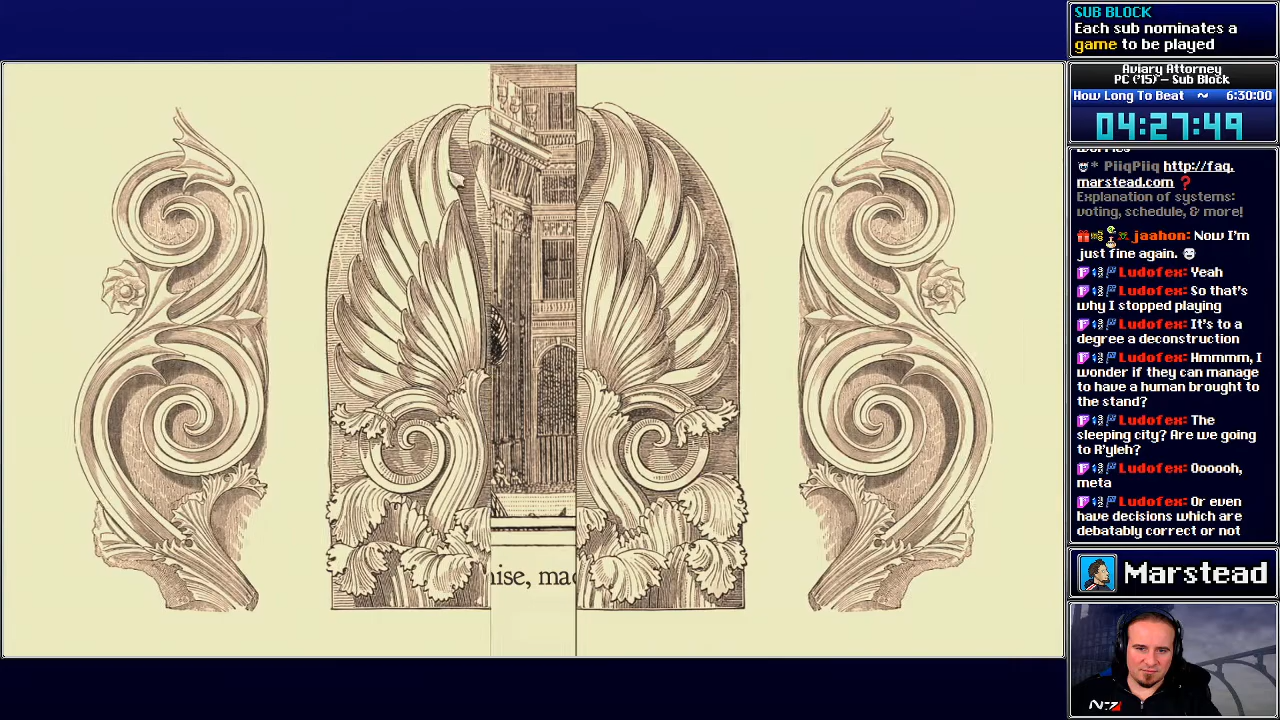 SUB BLOCK
Each sub nominates a
game to be played
Aviary Attorney
PC ('15) – Sub Block
How Long To Beat ~ 6:30:00
04:27:49
PiiqPiiq http://faq.
marstead.com
Explanation of systems:
voting, schedule, & more!
jaahon: Now I'm
just fine again.
Ludofex: Yeah
Ludofex: So that's
why I stopped playing
Ludofex: It's to a
degree a deconstruction
Ludofex: Hmmmm, I
wonder if they can manage
to have a human brought to
the stand?
Ludofex: The
sleeping city? Are we going
to R'yleh?
Ludofex: Oooooh,
meta
Ludofex: Or even
have decisions which are
debatably correct or not
Marstead
N7